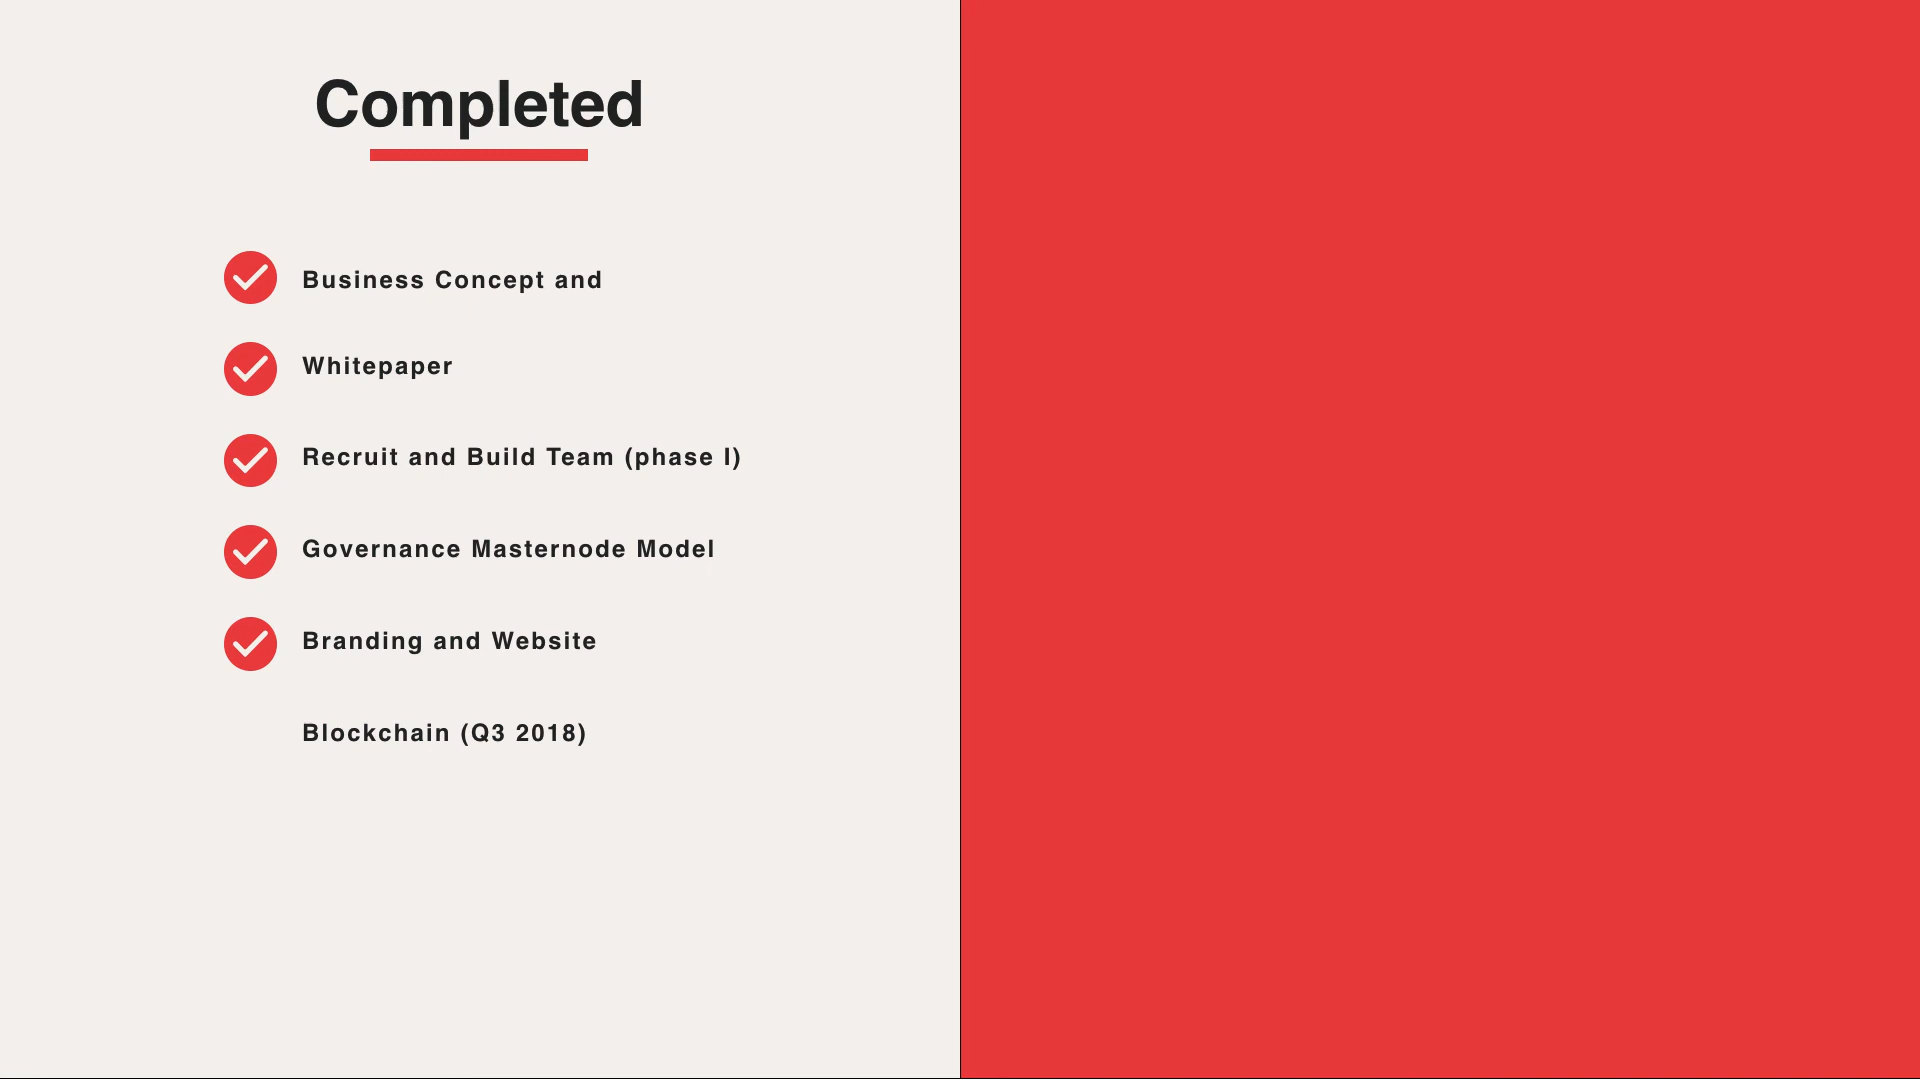 Completed
Business Concept and
Whitepaper
Recruit and Build Team (phase I)
Governance Masternode Model
Branding and Website
Blockchain (Q3 2018)